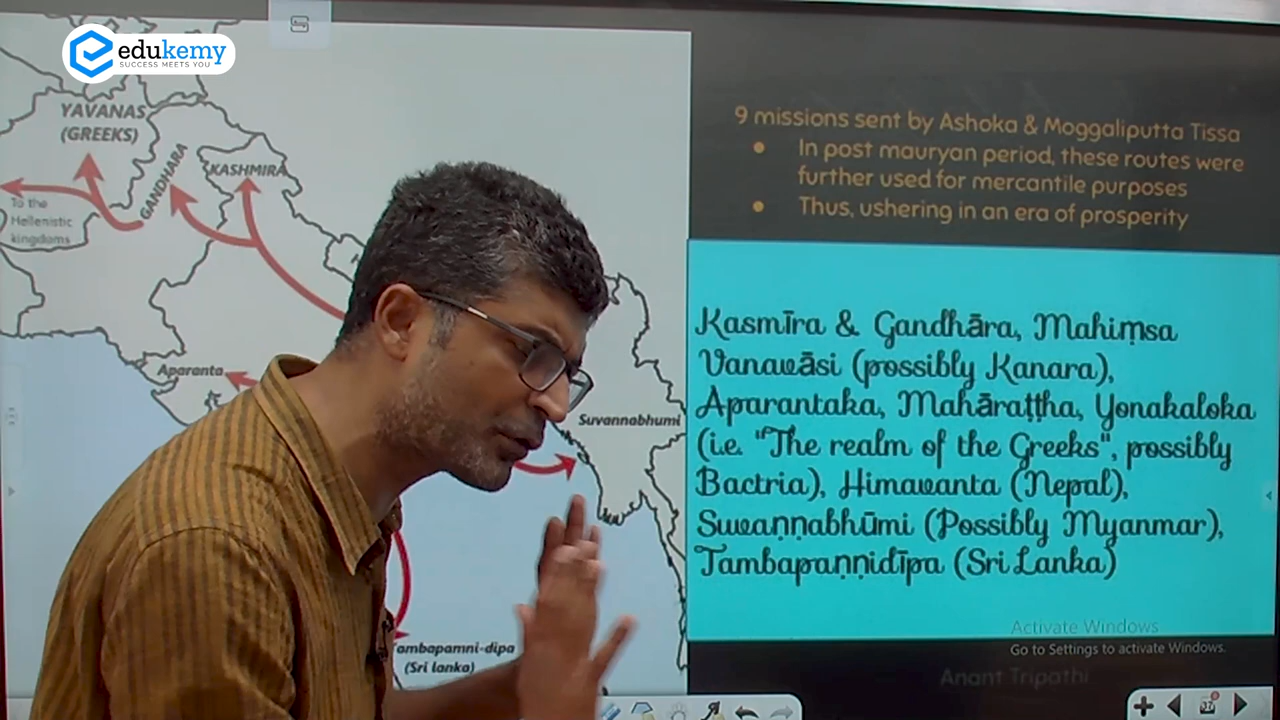 edukemy
SUCCESS MEETS YOU
YAVANAS
(GREEKS)
GANDHARA
KASHMIRA
To the
Hellenistic
kingdoms
Aparanta
Suvannabhumi
ambapamni-dipa
(Sri lanka)
9 missions sent by Ashoka & Moggaliputta Tissa
● In post mauryan period, these routes were
further used for mercantile purposes
● Thus, ushering in an era of prosperity
Kasmīra & Gandhāra, Mahiṃsa
Vanavāsi (possibly Kanara),
Aparantaka, Mahāraṭṭha, Yonakaloka
(i.e. "The realm of the Greeks", possibly
Bactria), Himavanta (Nepal),
Suvaṇṇabhūmi (Possibly Myanmar),
Tambapaṇṇidīpa (Sri Lanka)
Activate Windows
Go to Settings to activate Windows.
Anant Tripathi